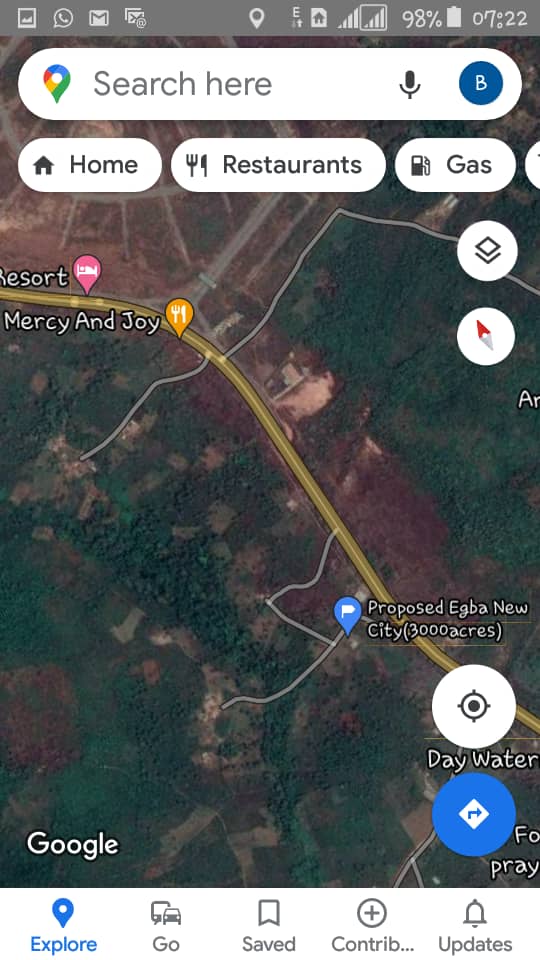 98% 07:22
Search here
B
Home Restaurants Gas
Resort
Mercy And Joy
Proposed Egba New
City(3000acres)
Day Water
Google
Explore Go Saved Contrib... Updates